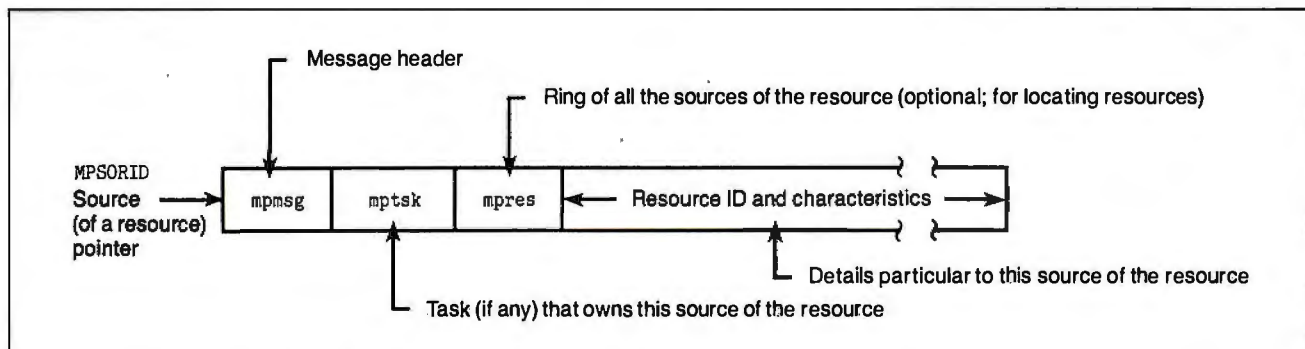 Message header
Ring of all the sources of the resource (optional; for locating resources)
MPSORID
Source
(of a resource)
pointer
mpmsg
mptsk
mpres
Resource ID and characteristics
Details particular to this source of the resource
Task (if any) that owns this source of the resource